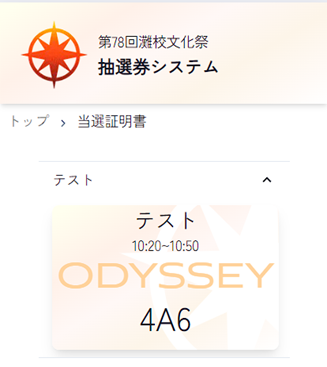 第78回灘校文化祭
抽選券システム
トップ › 当選証明書
テスト
テスト
10:20~10:50
ODYSSEY
4A6